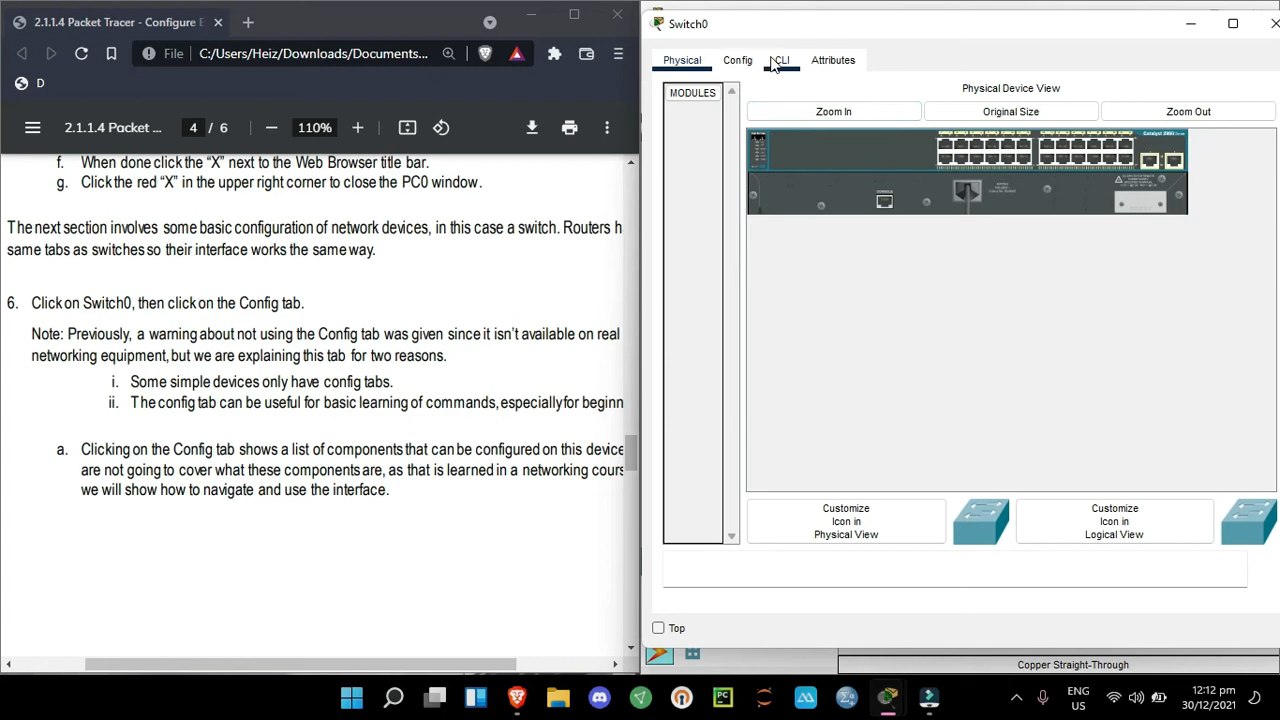 2.1.1.4 Packet Tracer - Configure E
File
C:/Users/Heiz/Downloads/Documents...
D
2.1.1.4 Packet ...
4 / 6
110%
f. When done click the “X” next to the Web Browser title bar.
g. Click the red “X” in the upper right corner to close the PC0 window.
The next section involves some basic configuration of network devices, in this case a switch. Routers h
same tabs as switches so their interface works the same way.
6. Click on Switch0, then click on the Config tab.
Note: Previously, a warning about not using the Config tab was given since it isn’t available on real
networking equipment, but we are explaining this tab for two reasons.
i. Some simple devices only have config tabs.
ii. The config tab can be useful for basic learning of commands, especially for beginn
a. Clicking on the Config tab shows a list of components that can be configured on this device
are not going to cover what these components are, as that is learned in a networking cours
we will show how to navigate and use the interface.
Switch0
Physical
Config
CLI
Attributes
MODULES
Physical Device View
Zoom In
Original Size
Zoom Out
Catalyst 2960 Series
CONSOLE
Customize
Icon in
Physical View
Customize
Icon in
Logical View
Top
Copper Straight-Through
ENG
US
12:12 pm
30/12/2021